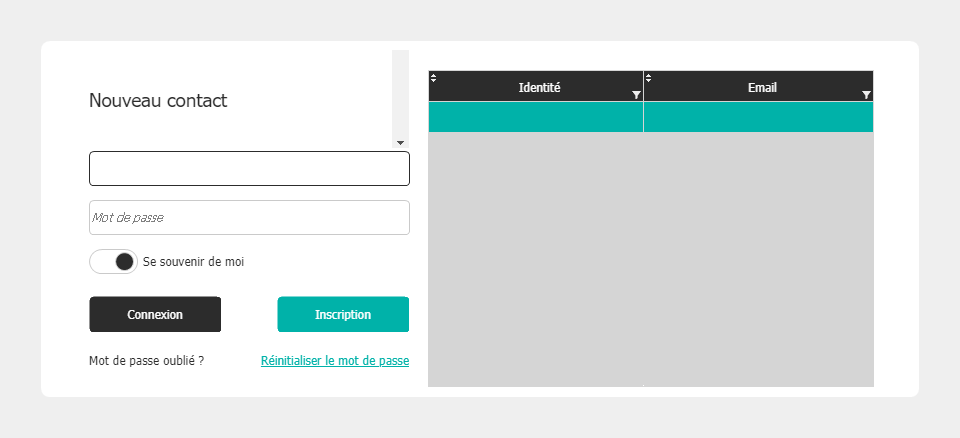 Nouveau contact
Mot de passe
Se souvenir de moi
Connexion
Inscription
Mot de passe oublié ?
Réinitialiser le mot de passe
Identité
Email